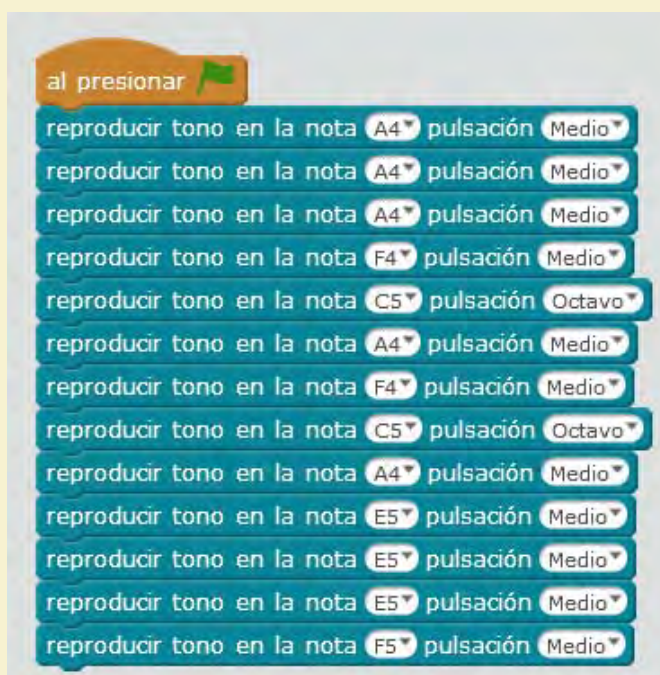 al presionar
reproducir tono en la nota A4 pulsación Medio
reproducir tono en la nota A4 pulsación Medio
reproducir tono en la nota A4 pulsación Medio
reproducir tono en la nota F4 pulsación Medio
reproducir tono en la nota C5 pulsación Octavo
reproducir tono en la nota A4 pulsación Medio
reproducir tono en la nota F4 pulsación Medio
reproducir tono en la nota C5 pulsación Octavo
reproducir tono en la nota A4 pulsación Medio
reproducir tono en la nota E5 pulsación Medio
reproducir tono en la nota E5 pulsación Medio
reproducir tono en la nota E5 pulsación Medio
reproducir tono en la nota F5 pulsación Medio